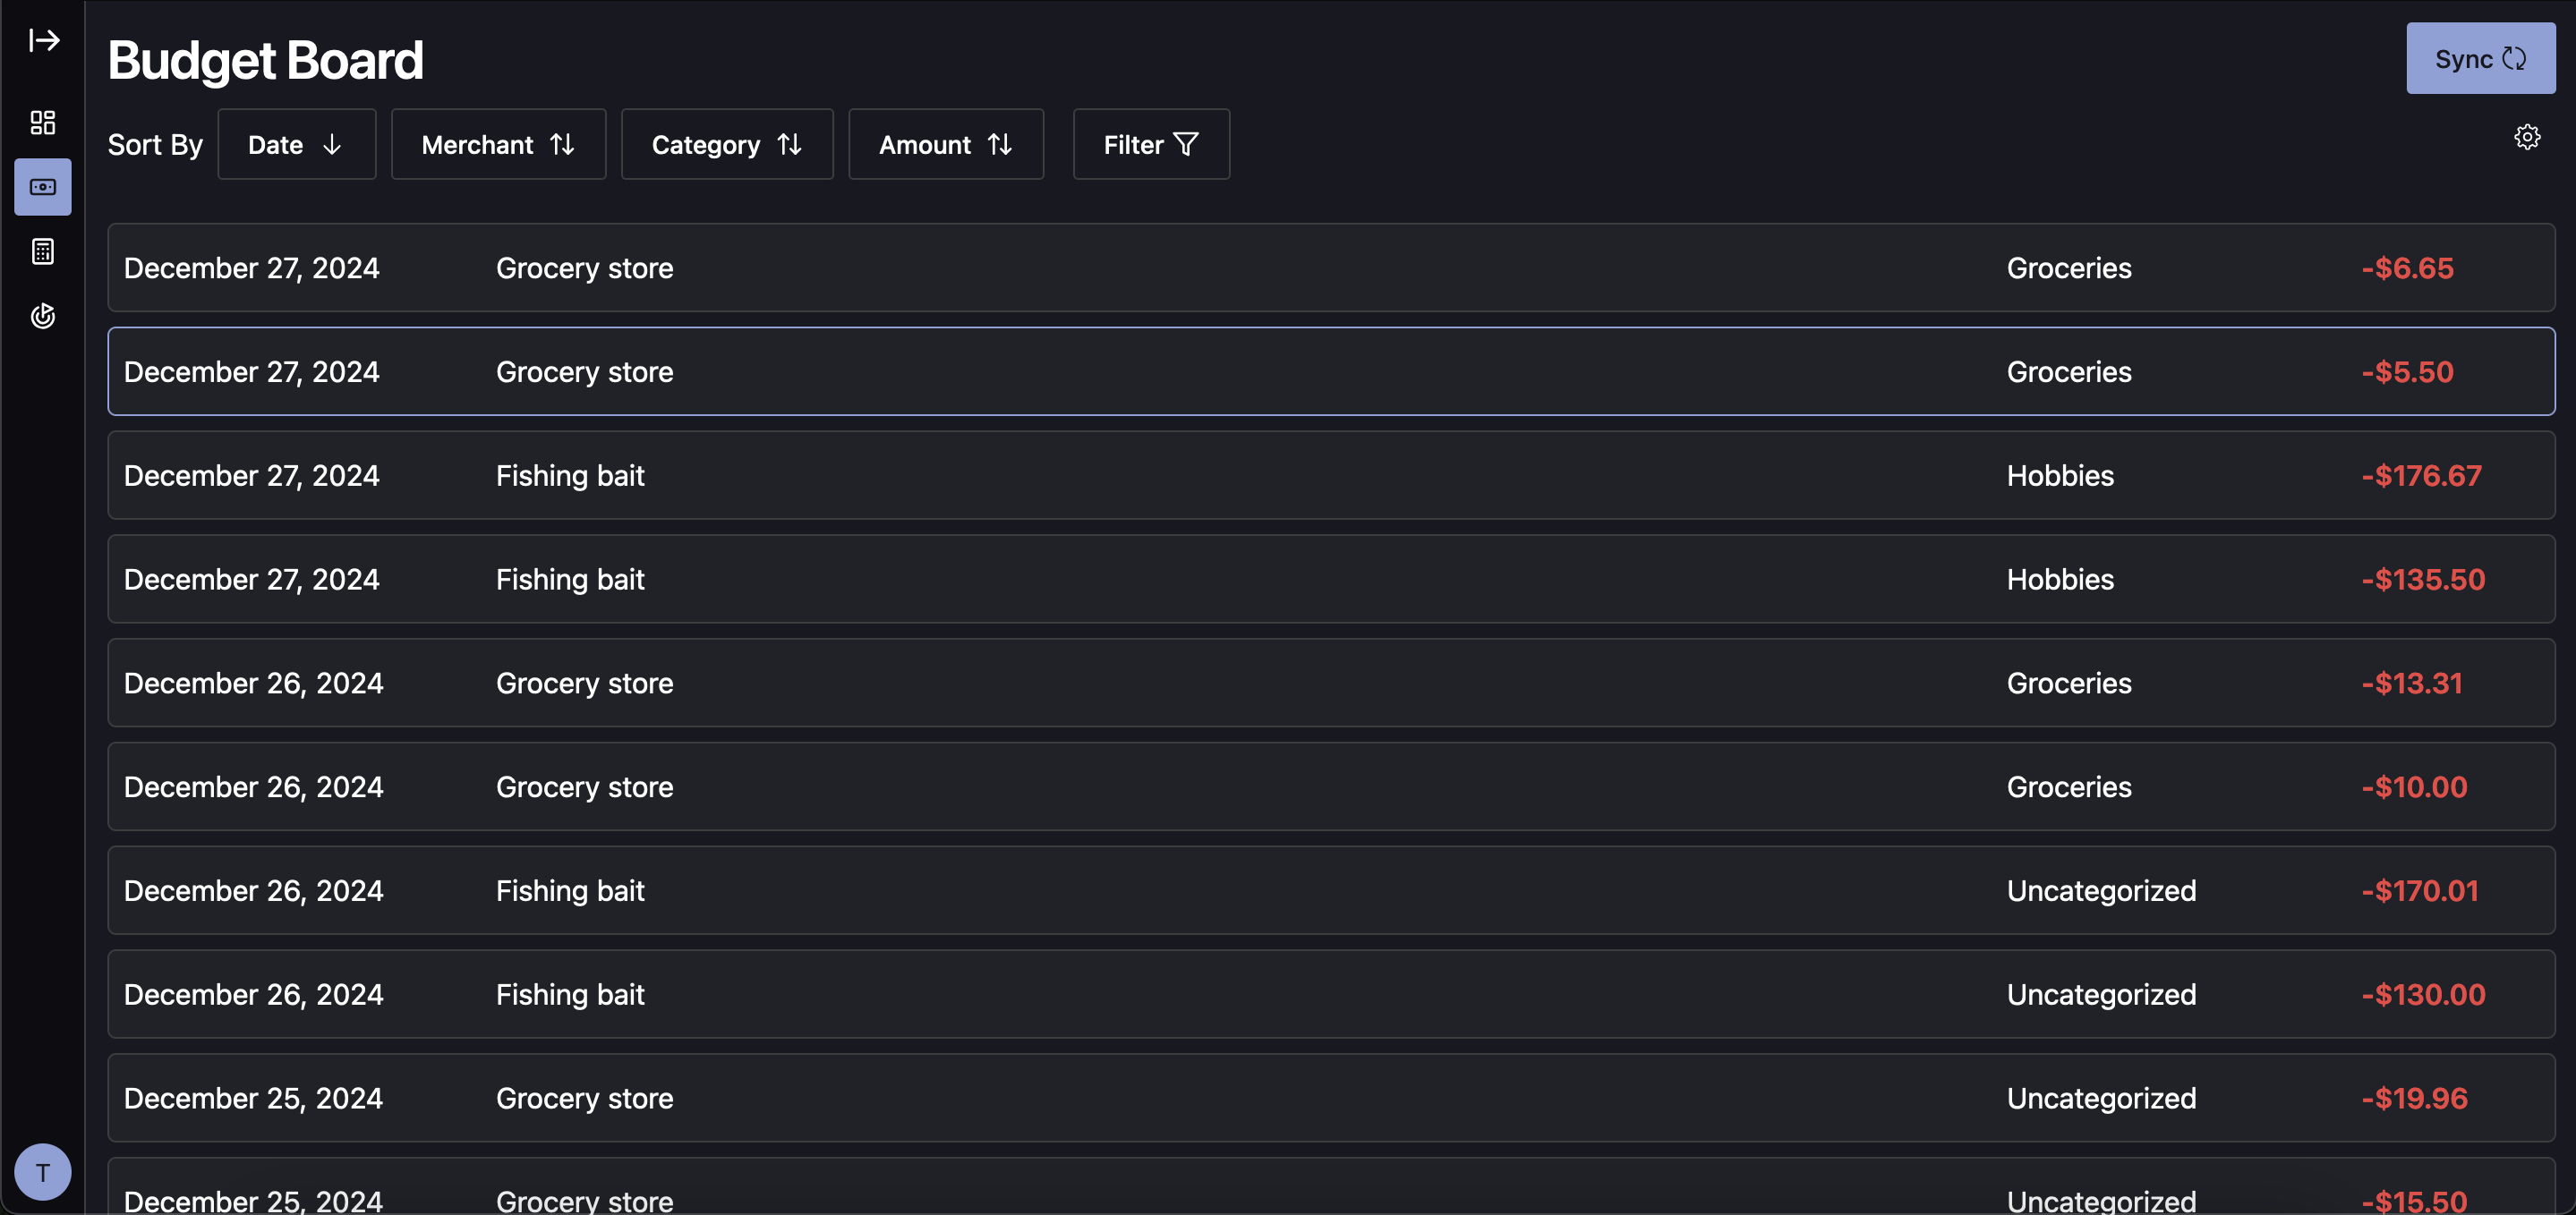 Budget Board
Sync
Sort By Date Merchant Category Amount Filter
December 27, 2024 Grocery store Groceries -$6.65
December 27, 2024 Grocery store Groceries -$5.50
December 27, 2024 Fishing bait Hobbies -$176.67
December 27, 2024 Fishing bait Hobbies -$135.50
December 26, 2024 Grocery store Groceries -$13.31
December 26, 2024 Grocery store Groceries -$10.00
December 26, 2024 Fishing bait Uncategorized -$170.01
December 26, 2024 Fishing bait Uncategorized -$130.00
December 25, 2024 Grocery store Uncategorized -$19.96
December 25, 2024 Grocery store Uncategorized -$15.50
T